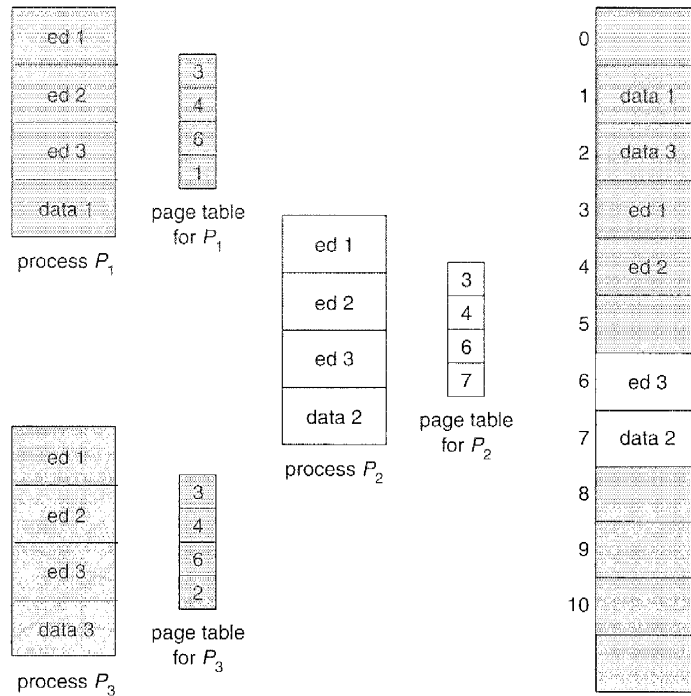 ed 1
ed 2
ed 3
data 1
process P1
3
4
6
1
page table
for P1
ed 1
ed 2
ed 3
data 2
process P2
3
4
6
7
page table
for P2
ed 1
ed 2
ed 3
data 3
process P3
3
4
6
2
page table
for P3
0
1 data 1
2 data 3
3 ed 1
4 ed 2
5
6 ed 3
7 data 2
8
9
10